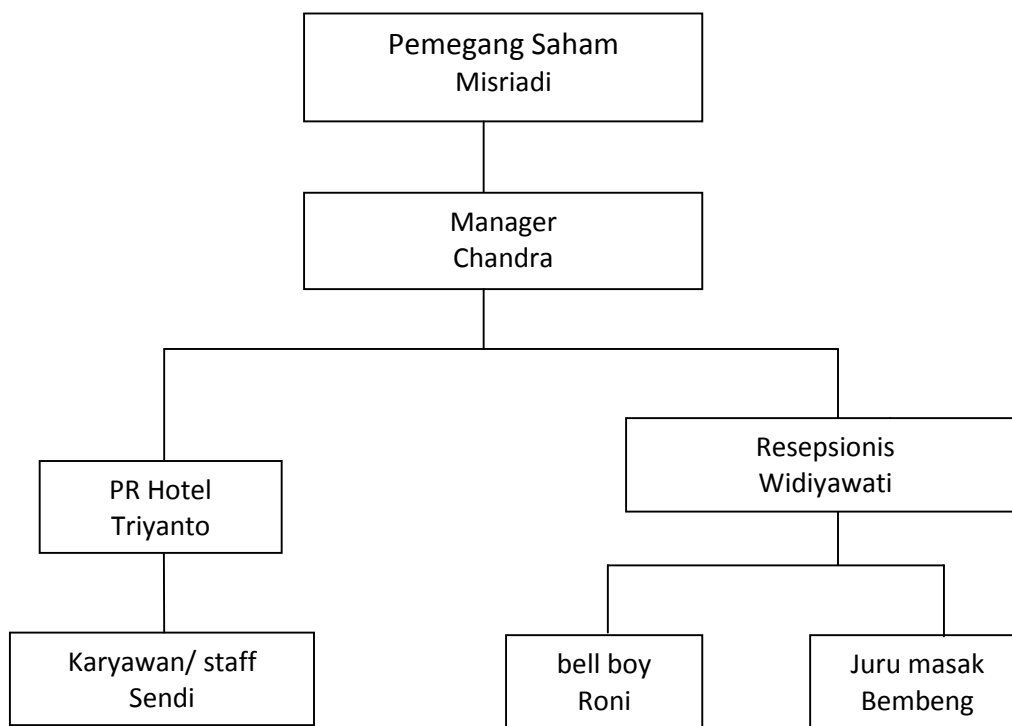 Pemegang Saham
Misriadi
Manager
Chandra
Resepsionis
Widiyawati
PR Hotel
Triyanto
Karyawan/ staff
Sendi
bell boy
Roni
Juru masak
Bembeng